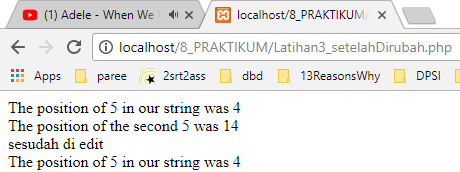 (1) Adele - When We
localhost/8_PRAKTIKUM/
localhost/8_PRAKTIKUM/Latihan3_setelahDirubah.php
Apps paree 2srt2ass dbd 13ReasonsWhy DPSI
The position of 5 in our string was 4
The position of the second 5 was 14
sesudah di edit
The position of 5 in our string was 4